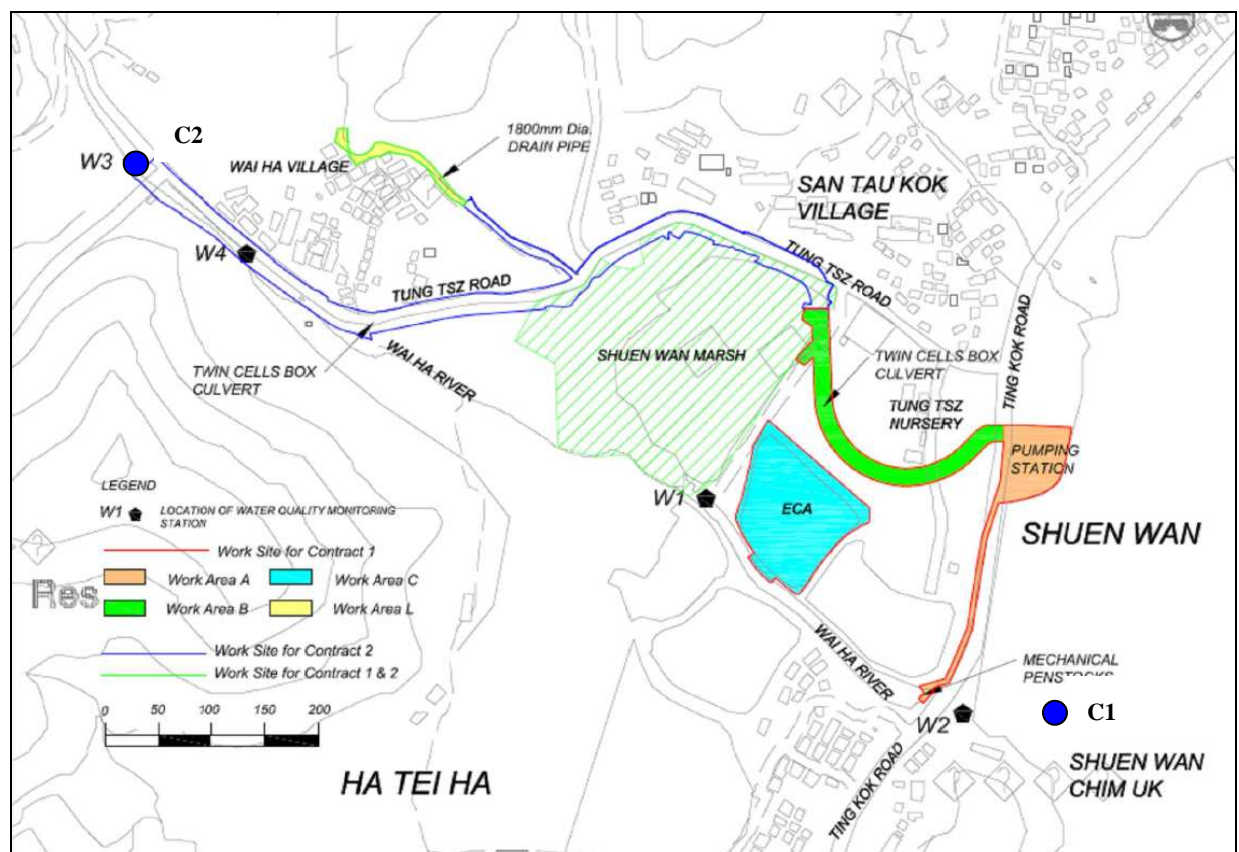 C2
W3
WAI HA VILLAGE
1800mm Dia.
DRAIN PIPE
SAN TAU KOK
VILLAGE
W4
TUNG TSZ ROAD
TUNG TSZ ROAD
TING KOK ROAD
TWIN CELLS BOX
CULVERT
WAI HA RIVER
SHUEN WAN MARSH
TWIN CELLS BOX
CULVERT
TUNG TSZ
NURSERY
PUMPING
STATION
W1
ECA
SHUEN WAN
LEGEND
W1 LOCATION OF WATER QUALITY MONITORING
STATION
Work Site for Contract 1
Work Area A
Work Area C
Res
Work Area B
Work Area L
Work Site for Contract 2
Work Site for Contract 1 & 2
0 50 100 150 200
WAI HA RIVER
MECHANICAL
PENSTOCKS
W2
C1
TING KOK ROAD
SHUEN WAN
CHIM UK
HA TEI HA